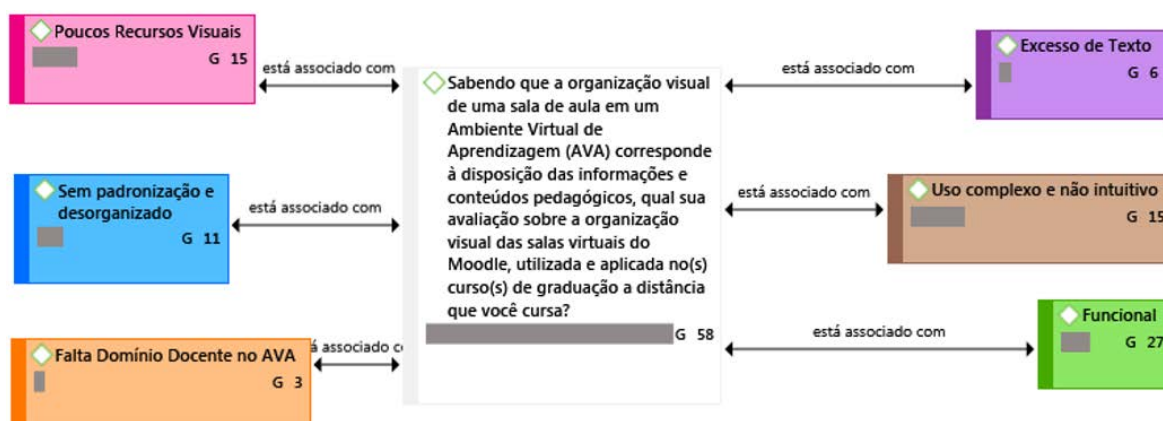 Poucos Recursos Visuais
G 15
está associado com
Sem padronização e
desorganizado
G 11
está associado com
Falta Domínio Docente no AVA
G 3
associado
Sabendo que a organização visual
de uma sala de aula em um
Ambiente Virtual de
Aprendizagem (AVA) corresponde
à disposição das informações e
conteúdos pedagógicos, qual sua
avaliação sobre a organização
visual das salas virtuais do
Moodle, utilizada e aplicada no(s)
curso(s) de graduação a distância
que você cursa?
G 58
está associado com
Excesso de Texto
G 6
está associado com
Uso complexo e não intuitivo
G 15
está associado com
Funcional
G 27